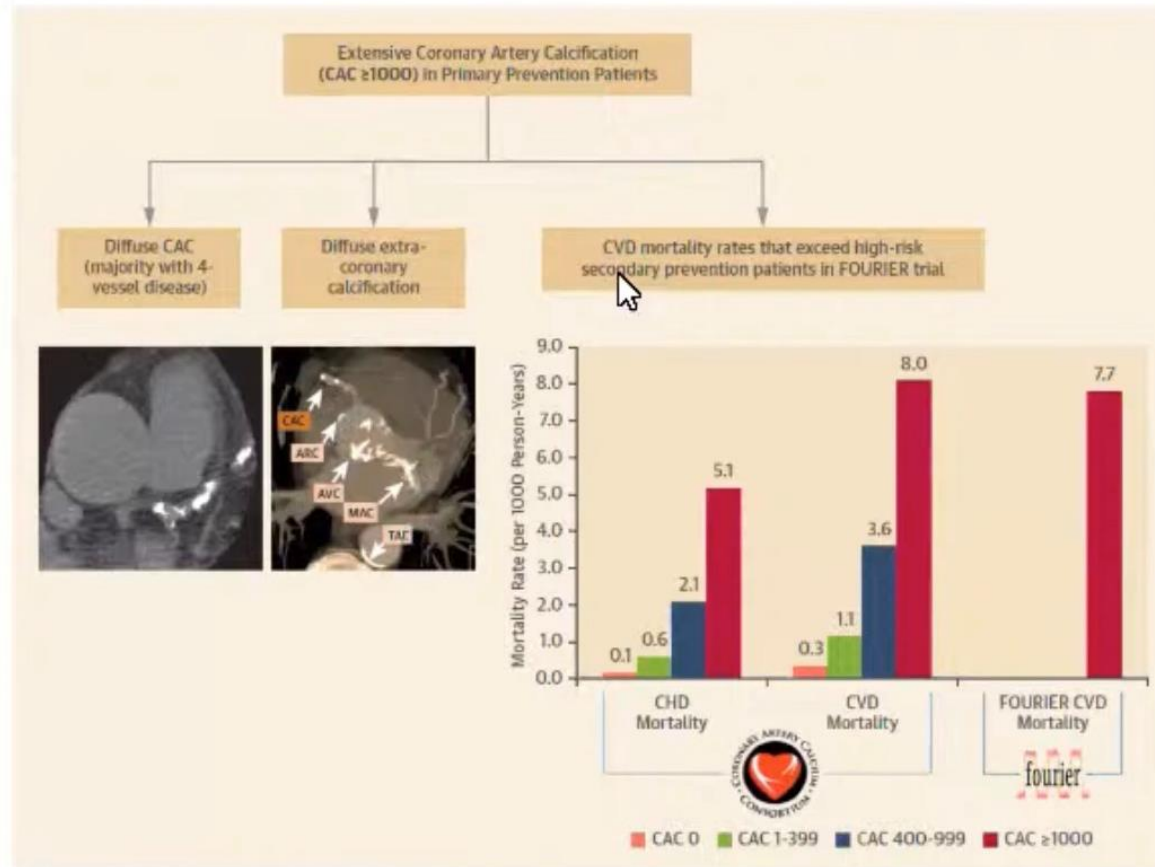 Extensive Coronary Artery Calcification
(CAC ≥1000) in Primary Prevention Patients
Diffuse CAC
(majority with 4-
vessel disease)
Diffuse extra-
coronary
calcification
CVD mortality rates that exceed high-risk
secondary prevention patients in FOURIER trial
CAC
ARC
AVC
MAC
TAC
Mortality Rate (per 1000 Person-Years)
9.0
8.0
7.0
6.0
5.0
4.0
3.0
2.0
1.0
0.0
0.1
0.6
2.1
5.1
0.3
1.1
3.6
8.0
7.7
CHD
Mortality
CVD
Mortality
FOURIER CVD
Mortality
CORONARY ARTERY CALCIUM
CONSORTIUM
fourier
CAC 0
CAC 1-399
CAC 400-999
CAC ≥1000